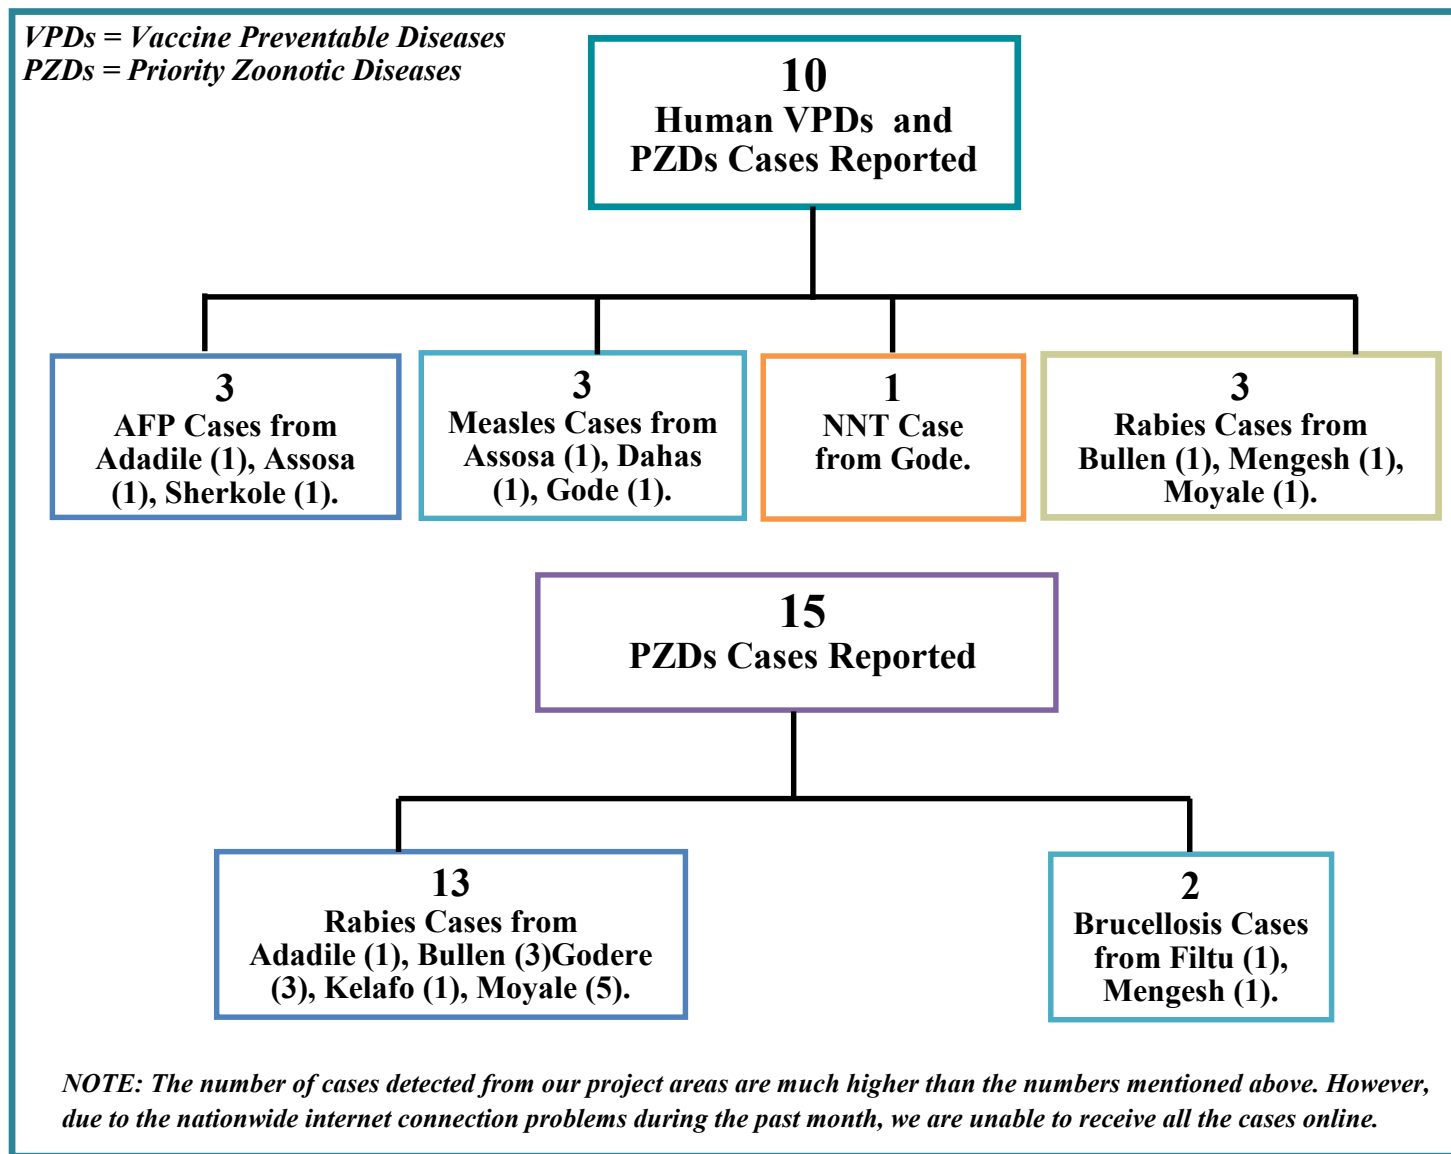 VPDs = Vaccine Preventable Diseases
PZDs = Priority Zoonotic Diseases
10
Human VPDs and
PZDs Cases Reported
3
AFP Cases from
Adadile (1), Assosa
(1), Sherkole (1).
3
Measles Cases from
Assosa (1), Dahas
(1), Gode (1).
1
NNT Case
from Gode.
3
Rabies Cases from
Bullen (1), Mengesh (1),
Moyale (1).
15
PZDs Cases Reported
13
Rabies Cases from
Adadile (1), Bullen (3)Godere
(3), Kelafo (1), Moyale (5).
2
Brucellosis Cases
from Filtu (1),
Mengesh (1).
NOTE: The number of cases detected from our project areas are much higher than the numbers mentioned above. However,
due to the nationwide internet connection problems during the past month, we are unable to receive all the cases online.